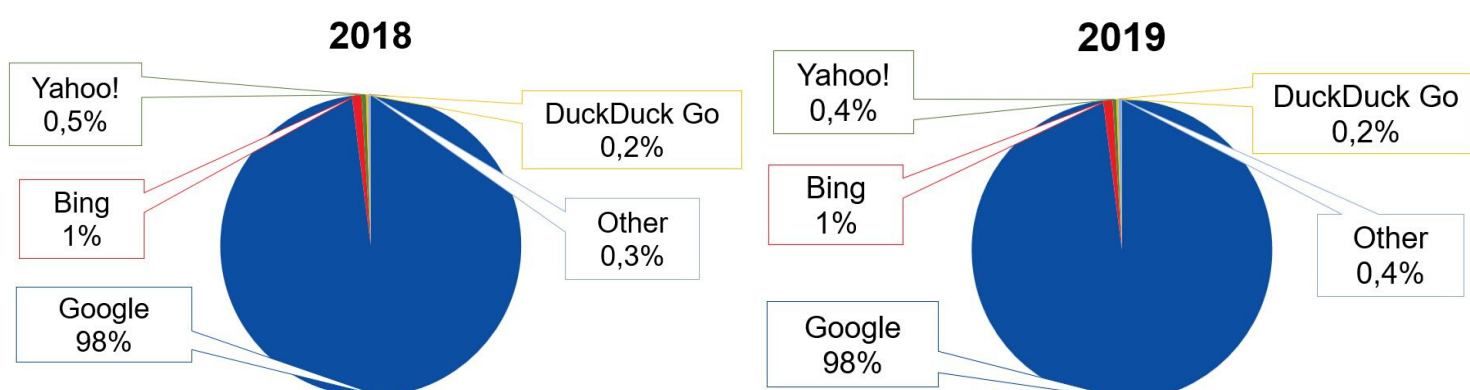 2018
Yahoo!
0,5%
DuckDuck Go
0,2%
Bing
1%
Other
0,3%
Google
98%
2019
Yahoo!
0,4%
DuckDuck Go
0,2%
Bing
1%
Other
0,4%
Google
98%